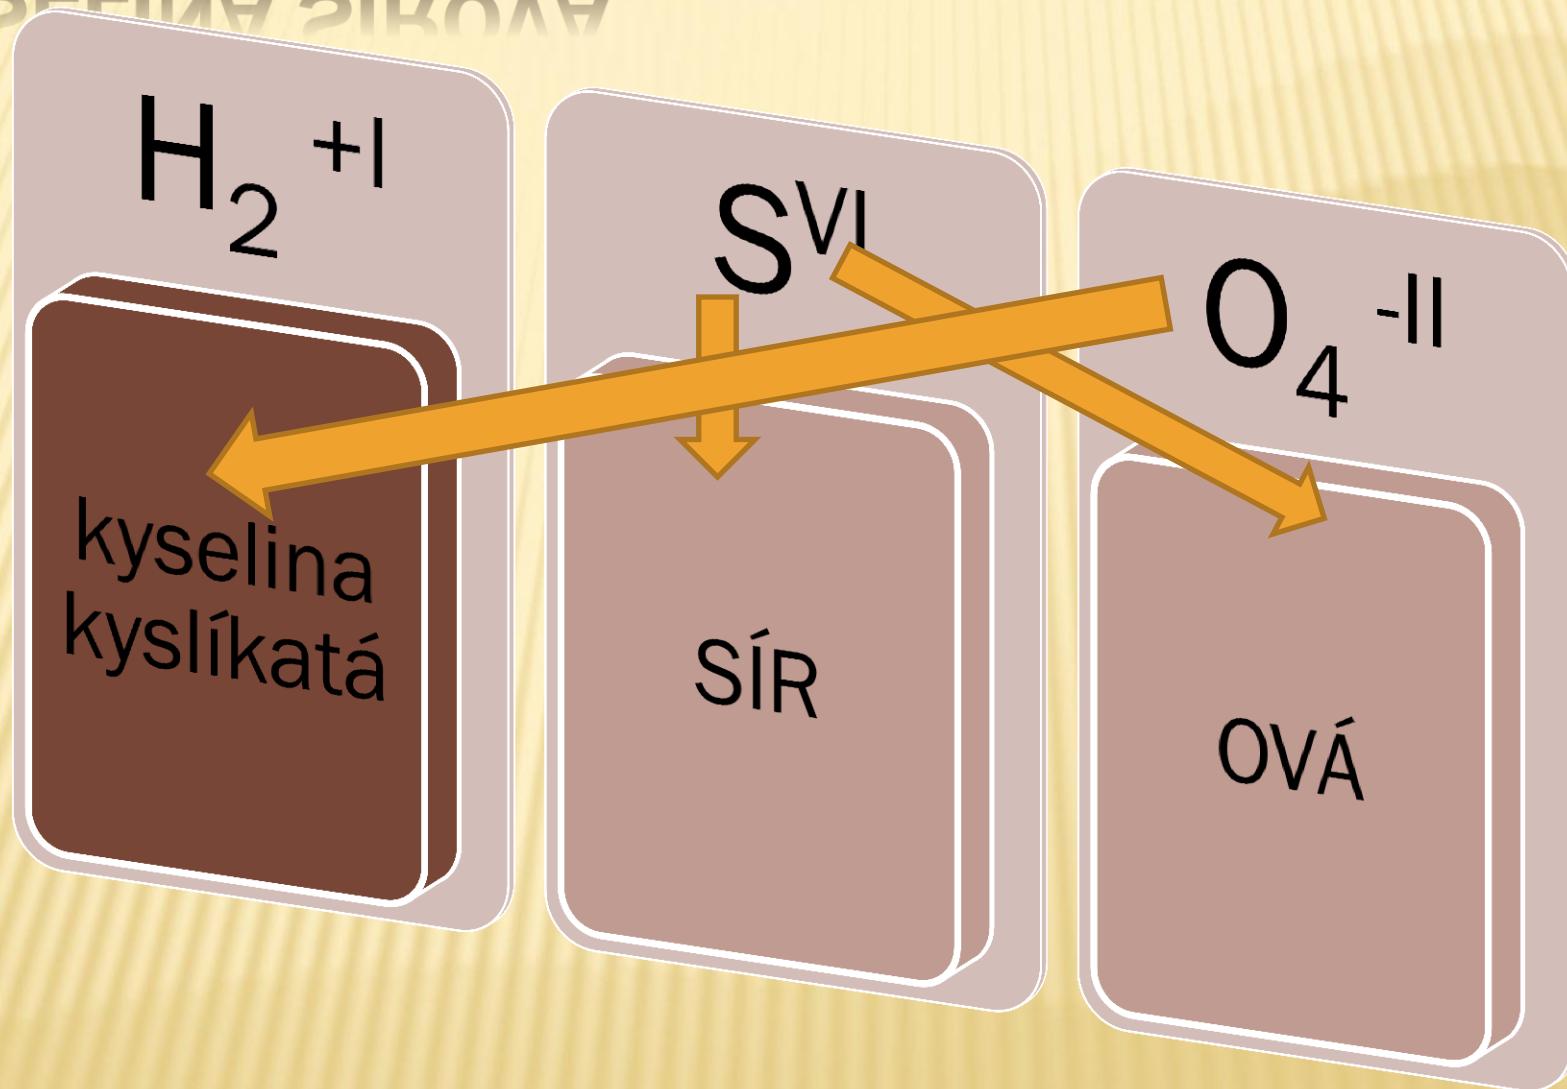 H₂⁺ᴵ
Sⱽᴵ
O₄⁻ᴵᴵ
kyselina
kyslíkatá
SÍR
OVÁ